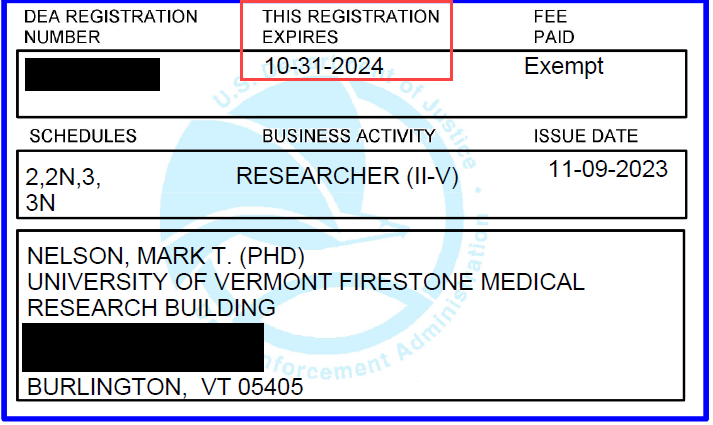 DEA REGISTRATION NUMBER
THIS REGISTRATION EXPIRES
FEE PAID
10-31-2024
Exempt
SCHEDULES
BUSINESS ACTIVITY
ISSUE DATE
2,2N,3,
3N
RESEARCHER (II-V)
11-09-2023
NELSON, MARK T. (PHD)
UNIVERSITY OF VERMONT FIRESTONE MEDICAL
RESEARCH BUILDING
BURLINGTON, VT 05405